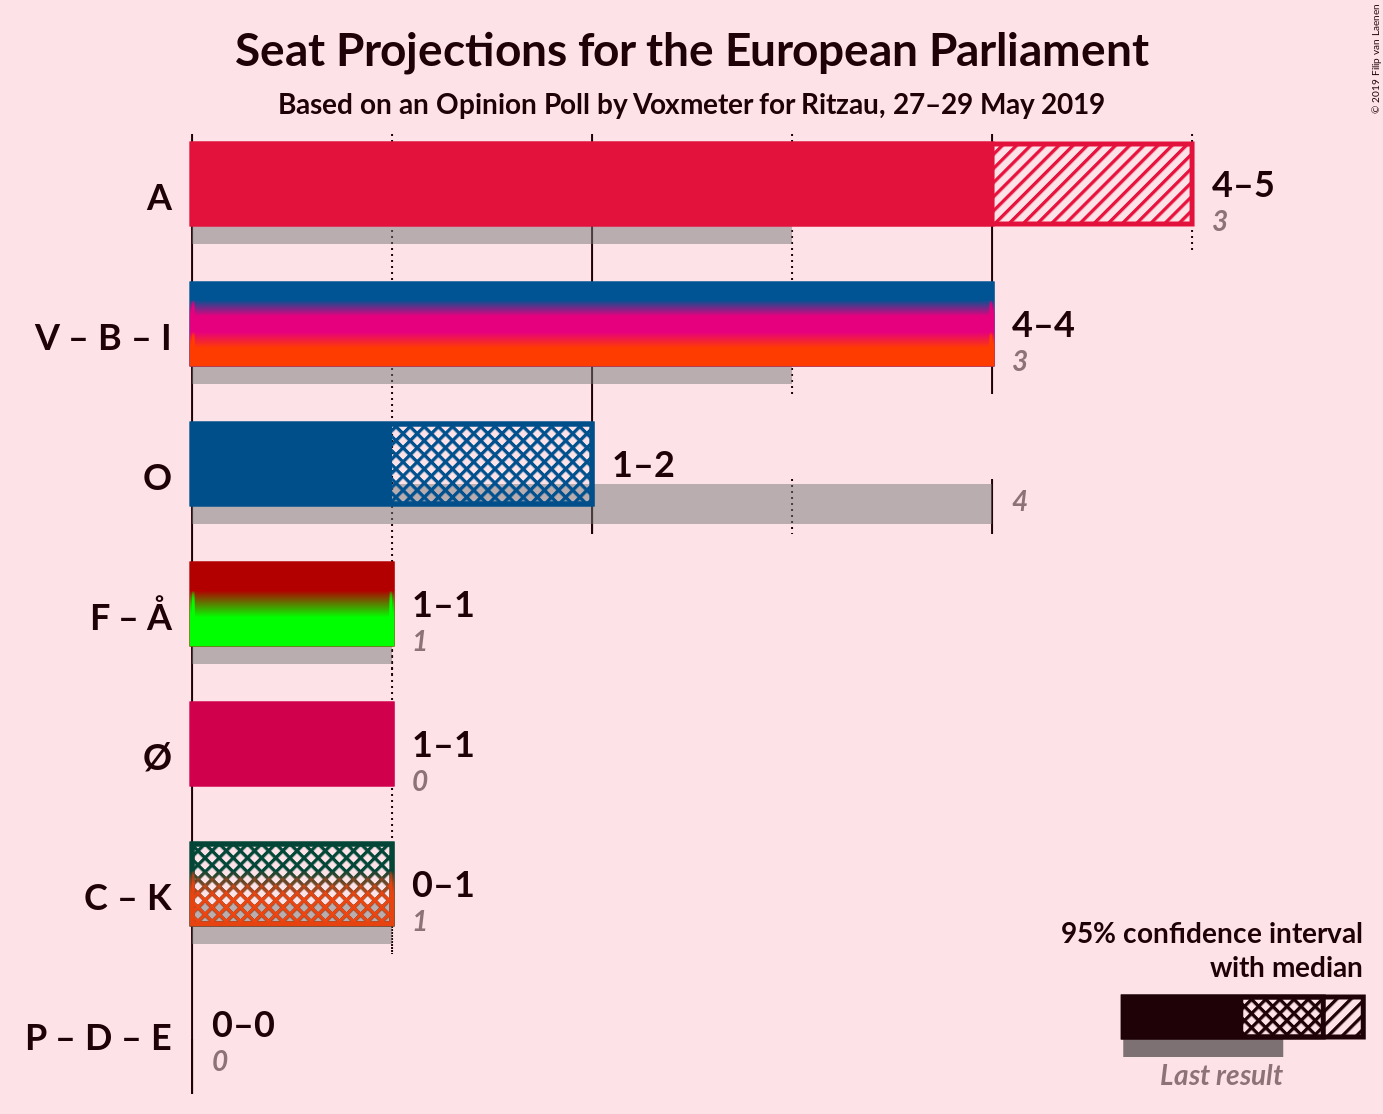 Seat Projections for the European Parliament
Based on an Opinion Poll by Voxmeter for Ritzau, 27–29 May 2019
© 2019 Filip van Laenen
A
4–5
3
V – B – I
4–4
3
O
1–2
4
F – Å
1–1
1
Ø
1–1
0
C – K
0–1
1
P – D – E
0–0
0
95% confidence interval
with median
Last result